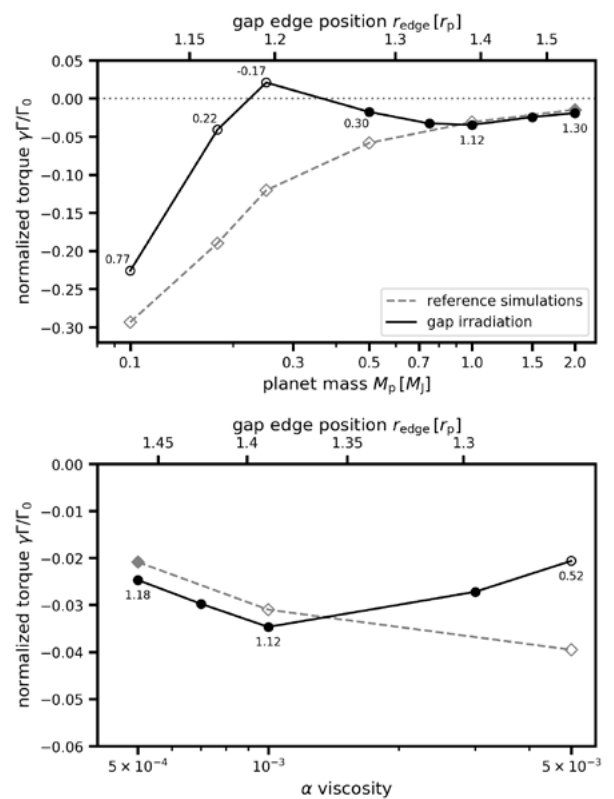 gap edge position r_edge [r_p]
1.15 1.2 1.3 1.4 1.5
normalized torque γΓ/Γ_0
0.05
0.00
−0.05
−0.10
−0.15
−0.20
−0.25
−0.30
0.77
0.22
-0.17
0.30
1.12
1.30
reference simulations
gap irradiation
0.1 0.3 0.5 0.7 1.0 1.5 2.0
planet mass M_p [M_J]
gap edge position r_edge [r_p]
1.45 1.4 1.35 1.3
normalized torque γΓ/Γ_0
0.00
−0.01
−0.02
−0.03
−0.04
−0.05
−0.06
1.18
1.12
0.52
5 × 10⁻⁴ 10⁻³ 5 × 10⁻³
α viscosity